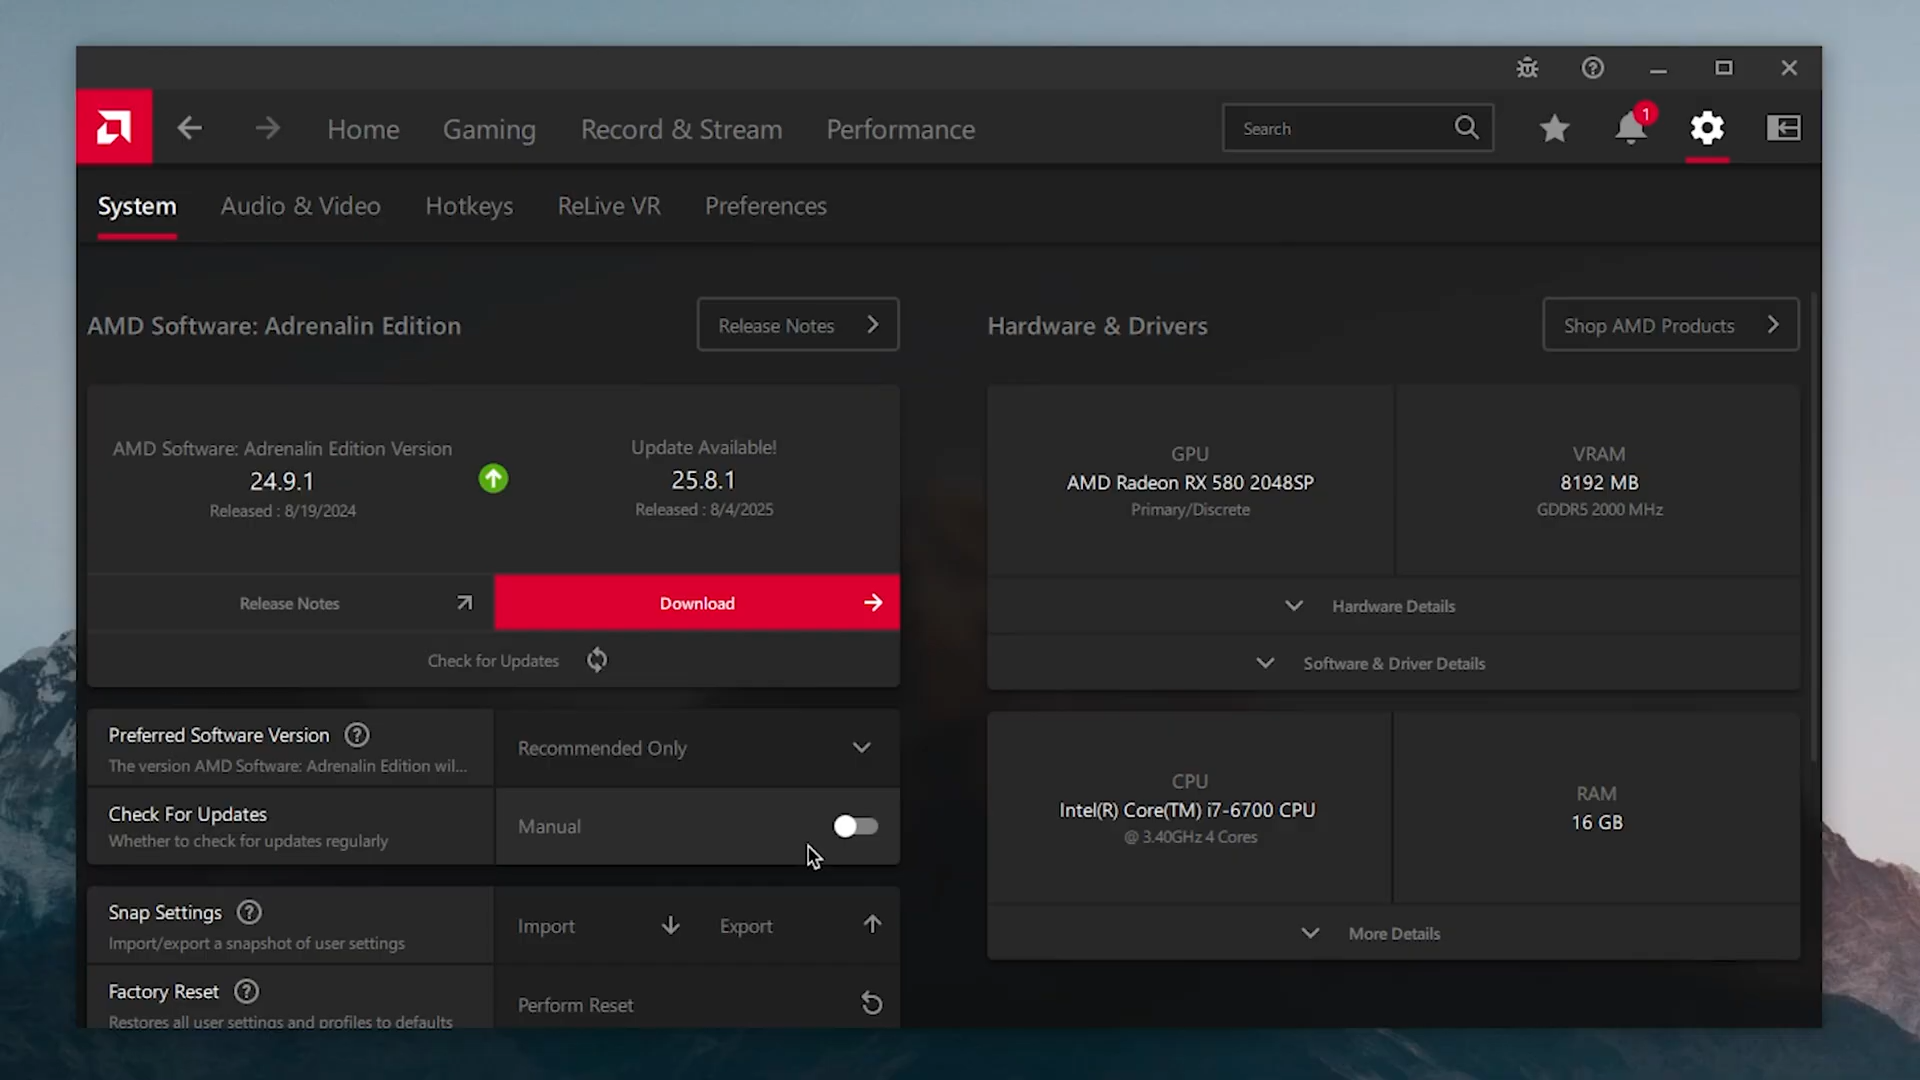 1
Home
Gaming
Record & Stream
Performance
Search
System
Audio & Video
Hotkeys
ReLive VR
Preferences
AMD Software: Adrenalin Edition
Release Notes
AMD Software: Adrenalin Edition Version
24.9.1
Released : 8/19/2024
Update Available!
25.8.1
Released : 8/4/2025
Release Notes
Download
Check for Updates
Preferred Software Version
The version AMD Software: Adrenalin Edition wil...
Recommended Only
Check For Updates
Whether to check for updates regularly
Manual
Snap Settings
Import/export a snapshot of user settings
Import
Export
Factory Reset
Restores all user settings and profiles to defaults
Perform Reset
Hardware & Drivers
Shop AMD Products
GPU
AMD Radeon RX 580 2048SP
Primary/Discrete
VRAM
8192 MB
GDDR5 2000 MHz
Hardware Details
Software & Driver Details
CPU
Intel(R) Core(TM) i7-6700 CPU
@ 3.40GHz 4 Cores
RAM
16 GB
More Details